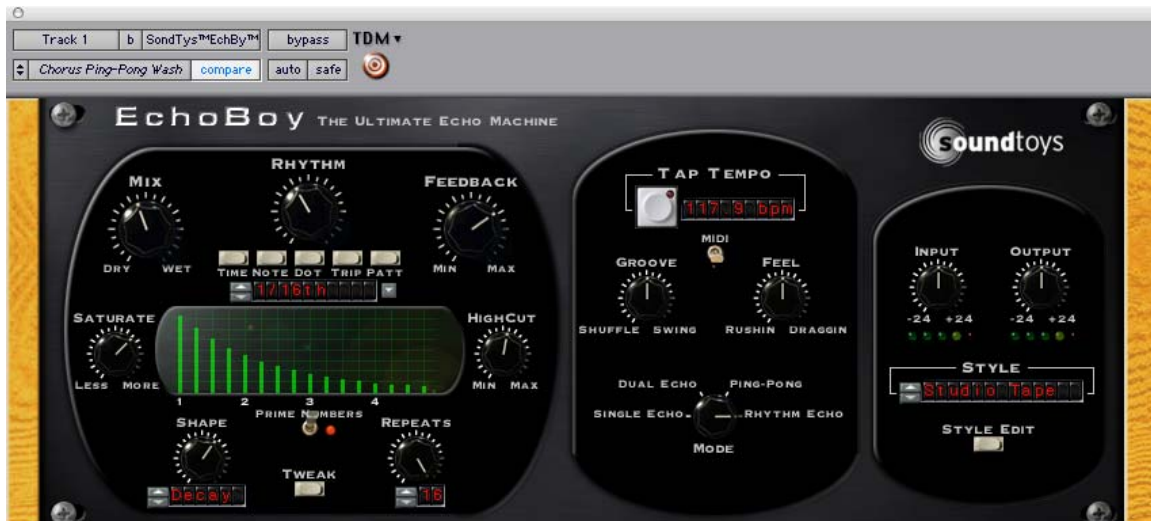 Track 1 b SondTys™EchBy™ bypass TDM
Chorus Ping-Pong Wash compare auto safe
EchoBoy The Ultimate Echo Machine
soundtoys
Mix
Dry Wet
Rhythm
Feedback
Min Max
Time Note Dot Trip Patt
1/16th
Saturate
Less More
HighCut
Min Max
1 2 3 4
Prime Numbers
Shape
Decay
Tweak
Repeats
16
Tap Tempo
117.9 bpm
MIDI
Groove
Shuffle Swing
Feel
Rushin Draggin
Dual Echo Ping-Pong
Single Echo Rhythm Echo
Mode
Input
-24 +24
Output
-24 +24
Style
Studio Tape
Style Edit